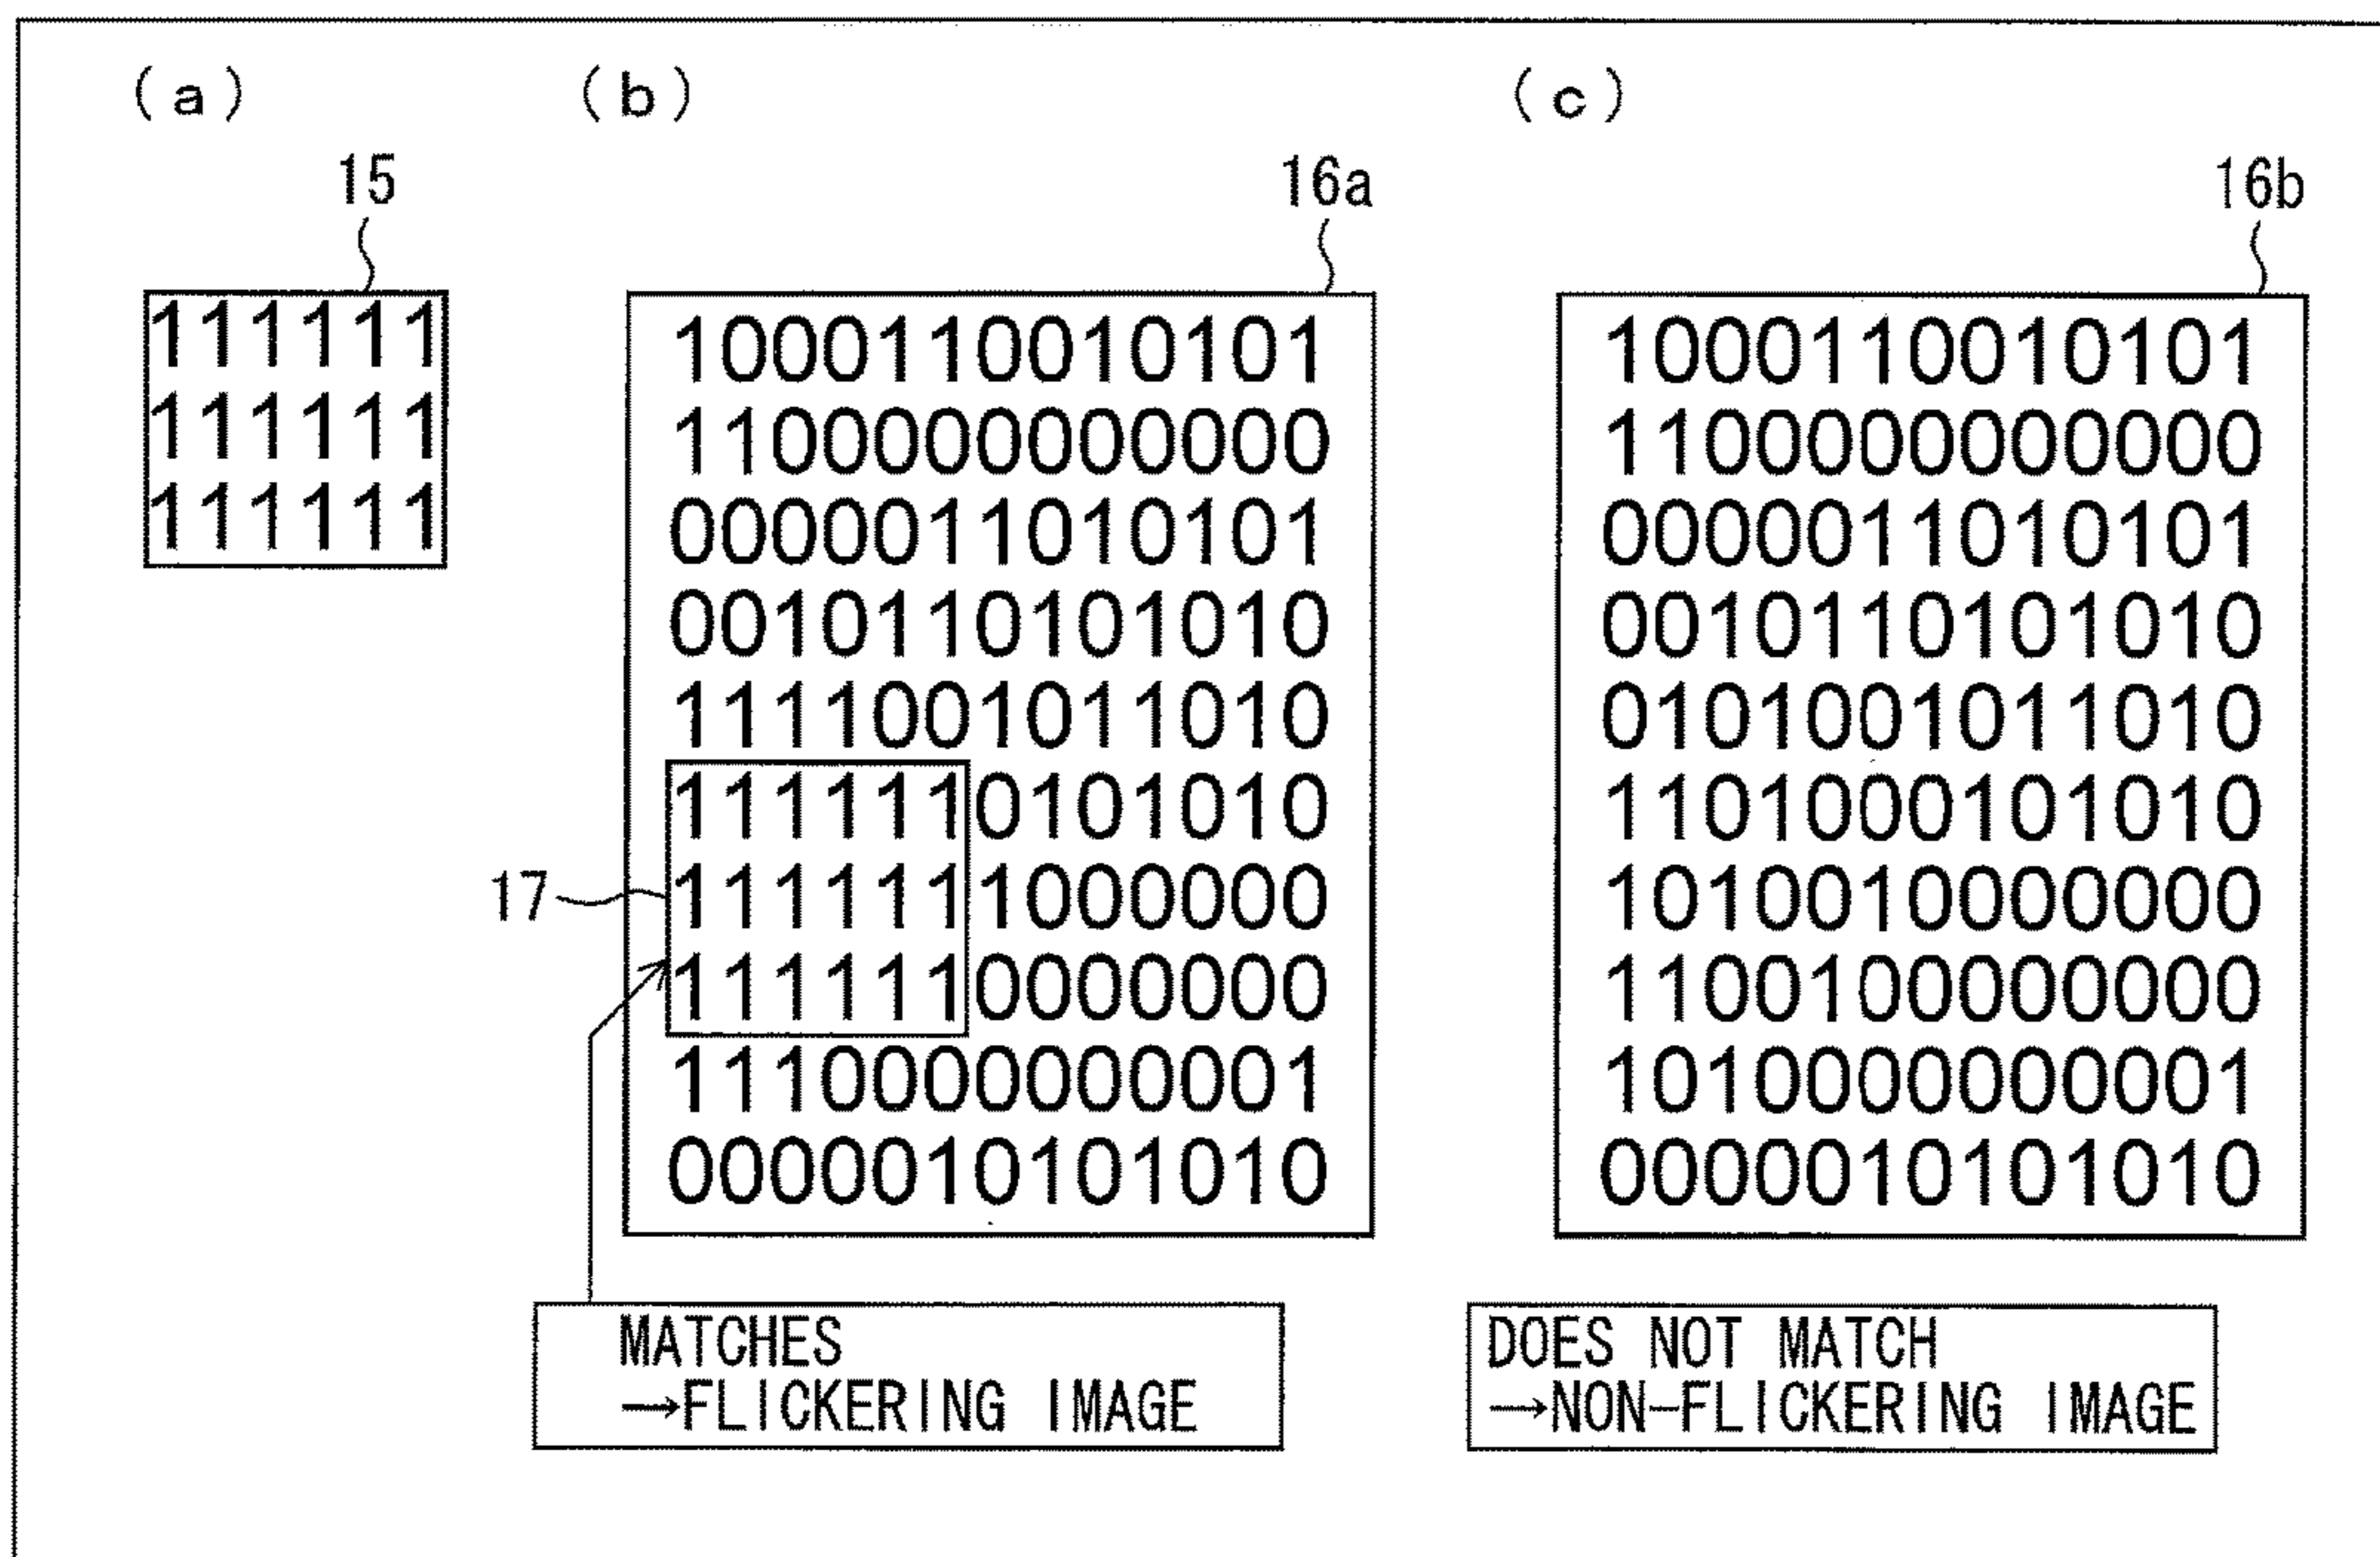 (a)
15
111111
111111
111111
(b)
16a
1000110010101
1100000000000
0000011010101
0010110101010
1111001011010
1111110101010
1111111000000
1111110000000
1110000000001
0000010101010
17
MATCHES
→FLICKERING IMAGE
(c)
16b
1000110010101
1100000000000
0000011010101
0010110101010
0101001011010
1101000101010
1010010000000
1100100000000
1010000000001
0000010101010
DOES NOT MATCH
→NON-FLICKERING IMAGE